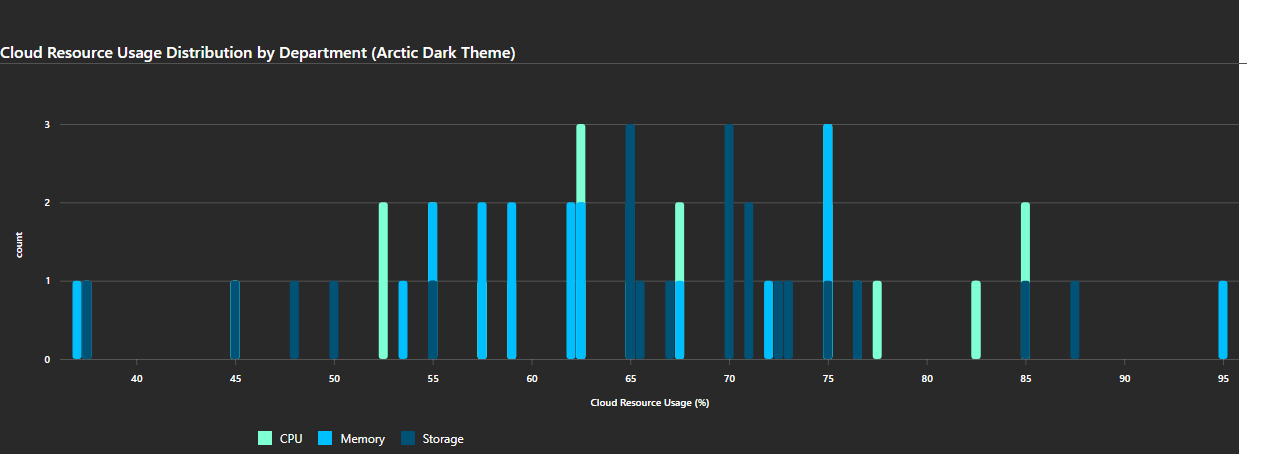 Cloud Resource Usage Distribution by Department (Arctic Dark Theme)
3
2
count
1
0
40 45 50 55 60 65 70 75 80 85 90 95
Cloud Resource Usage (%)
CPU Memory Storage